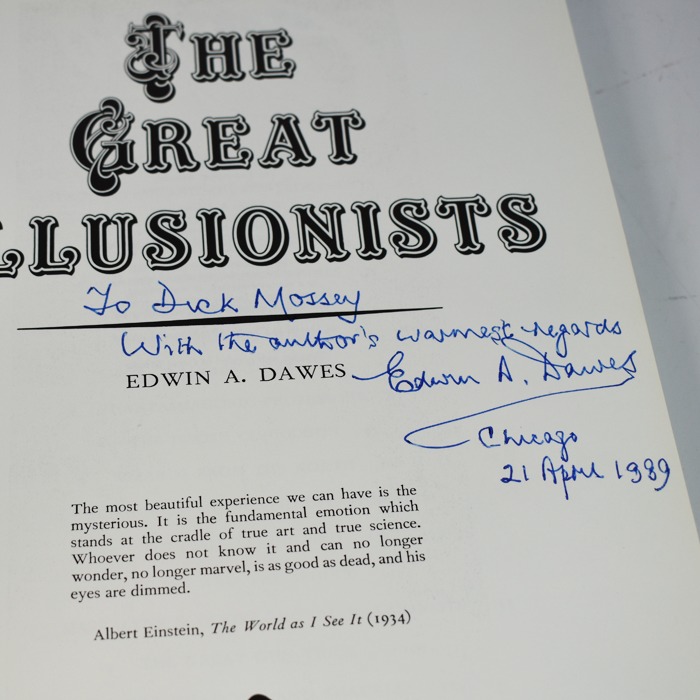 THE
GREAT
LLUSIONISTS
To Dick Mossey
With the author's warmest regards
EDWIN A. DAWES
Edwin A. Dawes
Chicago
21 April 1989
The most beautiful experience we can have is the
mysterious. It is the fundamental emotion which
stands at the cradle of true art and true science.
Whoever does not know it and can no longer
wonder, no longer marvel, is as good as dead, and his
eyes are dimmed.
Albert Einstein, The World as I See It (1934)